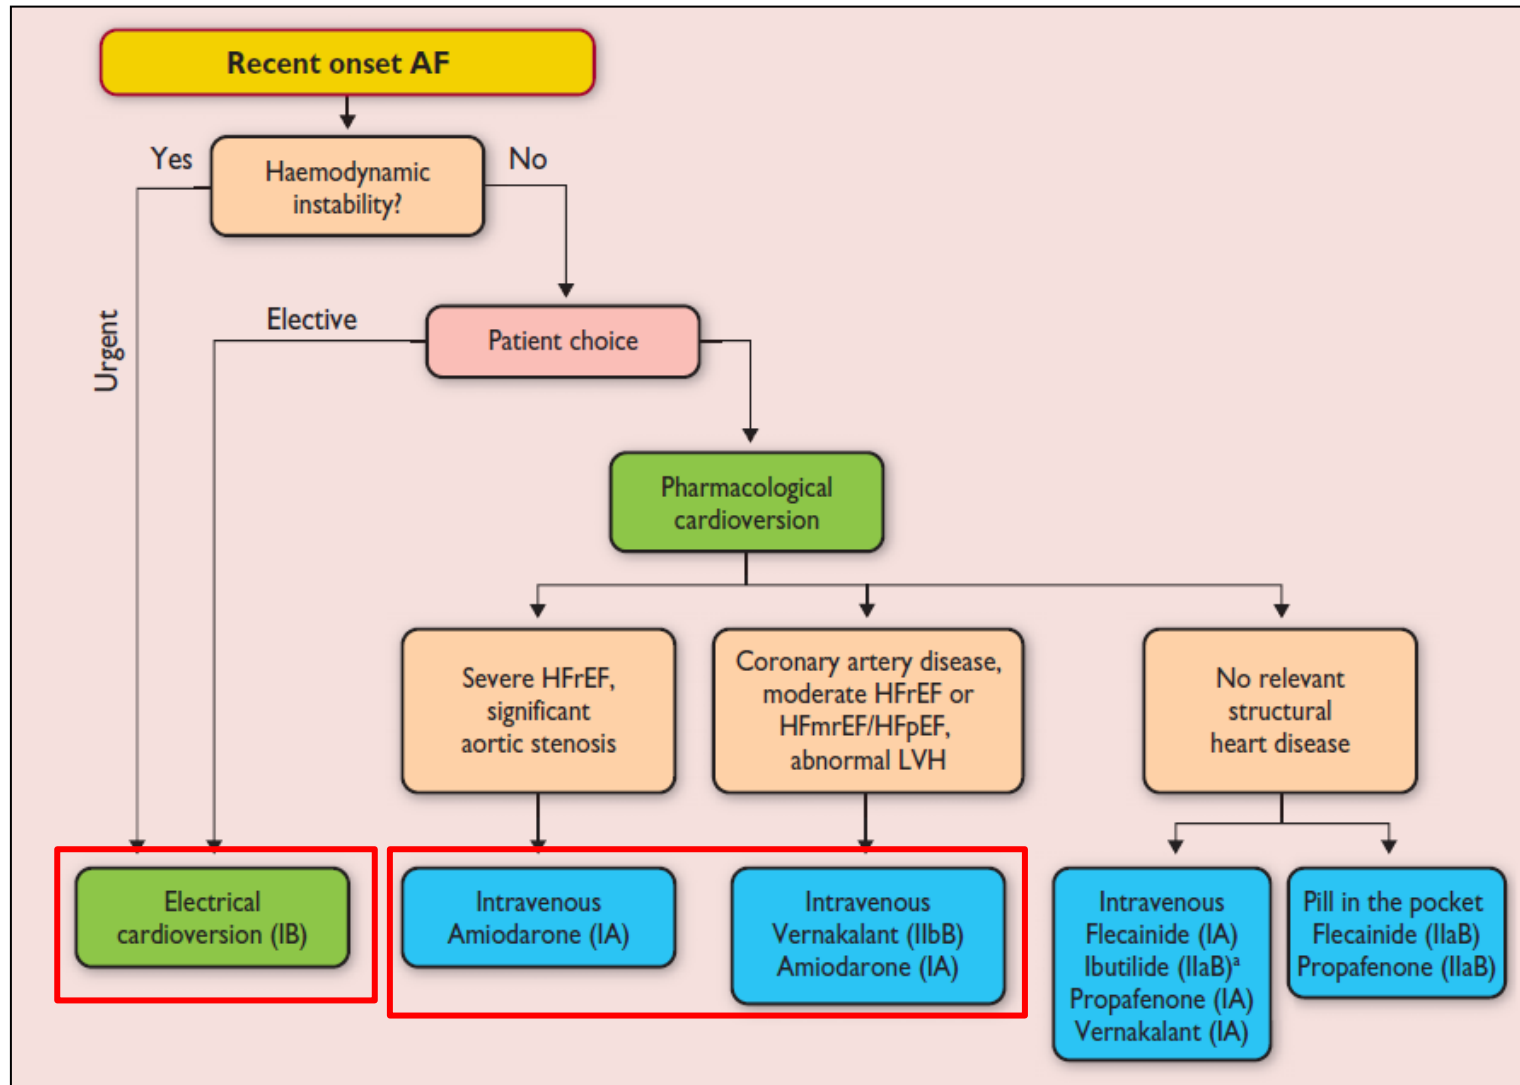 Recent onset AF
Yes
No
Haemodynamic
instability?
Urgent
Elective
Patient choice
Pharmacological
cardioversion
Severe HFrEF,
significant
aortic stenosis
Coronary artery disease,
moderate HFrEF or
HFmrEF/HFpEF,
abnormal LVH
No relevant
structural
heart disease
Electrical
cardioversion (IB)
Intravenous
Amiodarone (IA)
Intravenous
Vernakalant (IIbB)
Amiodarone (IA)
Intravenous
Flecainide (IA)
Ibutilide (IIaB)ª
Propafenone (IA)
Vernakalant (IA)
Pill in the pocket
Flecainide (IIaB)
Propafenone (IIaB)